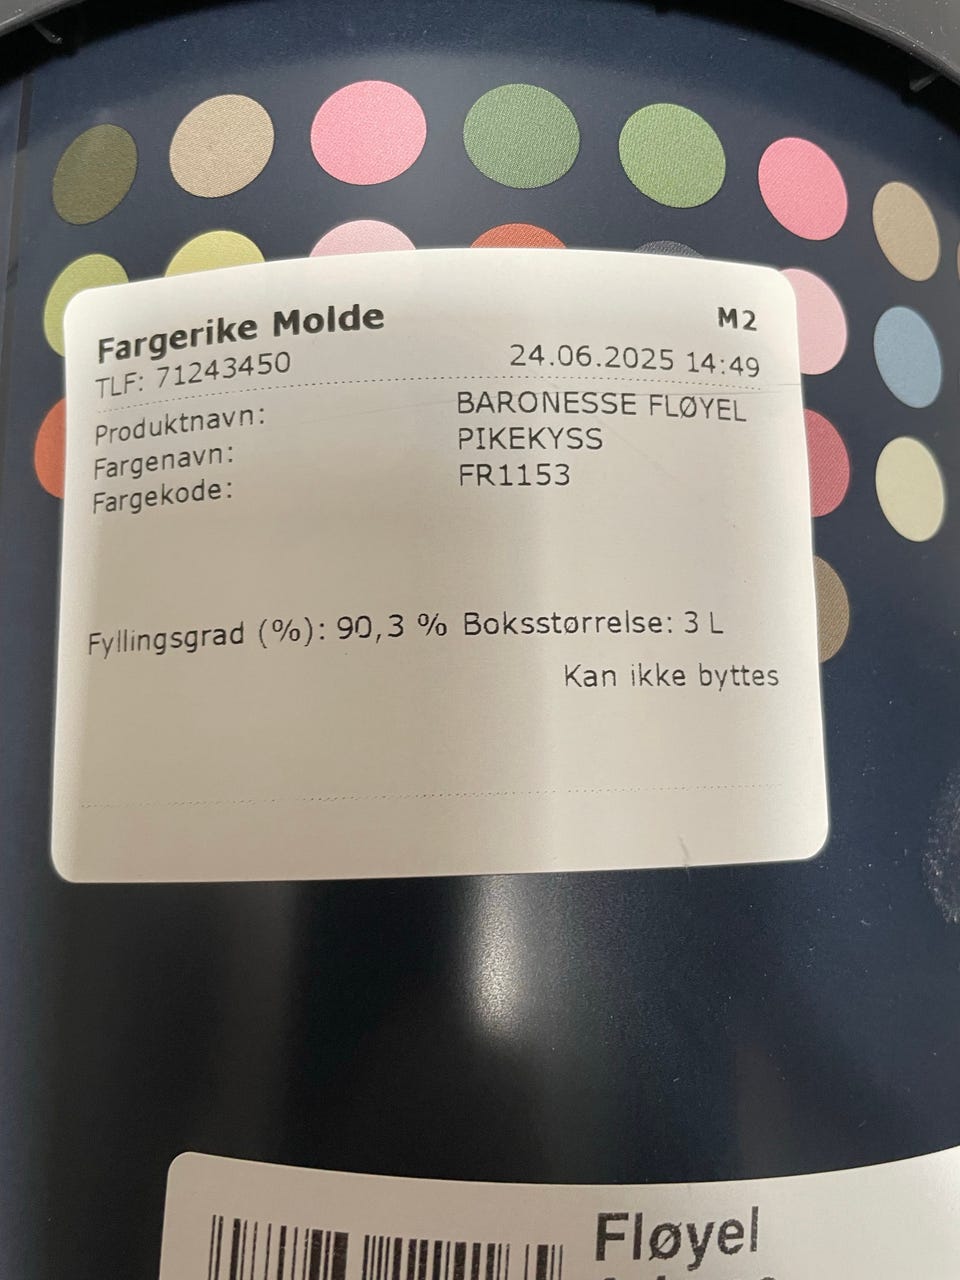 Fargerike Molde M2
TLF: 71243450 24.06.2025 14:49
Produktnavn: BARONESSE FLØYEL
Fargenavn: PIKEKYSS
Fargekode: FR1153
Fyllingsgrad (%): 90,3 % Boksstørrelse: 3 L
Kan ikke byttes
Fløyel